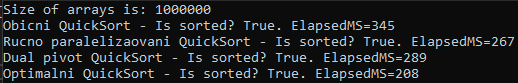 Size of arrays is: 1000000
Obicni QuickSort - Is sorted? True. ElapsedMS=345
Rucno paralelizaovani QuickSort - Is sorted? True. ElapsedMS=267
Dual pivot QuickSort - Is sorted? True. ElapsedMS=289
Optimalni QuickSort - Is sorted? True. ElapsedMS=208